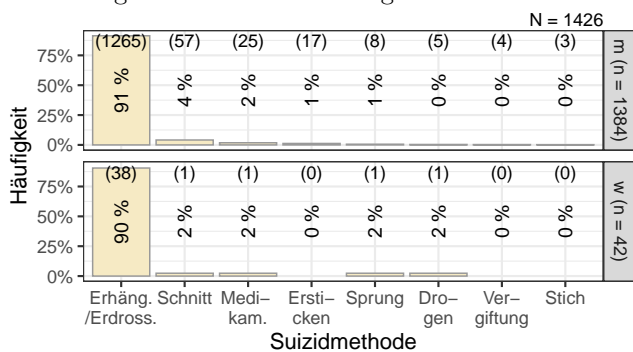 N = 1426
Häufigkeit
75%
50%
25%
0%
(1265) (57) (25) (17) (8) (5) (4) (3)
91 % 4 % 2 % 1 % 1 % 0 % 0 % 0 %
m (n = 1384)
75%
50%
25%
0%
(38) (1) (1) (0) (1) (1) (0) (0)
90 % 2 % 2 % 0 % 2 % 2 % 0 % 0 %
w (n = 42)
Erhäng. Schnitt Medi− Ersti− Sprung Dro− Ver− Stich
/Erdross. kam. cken gen giftung
Suizidmethode